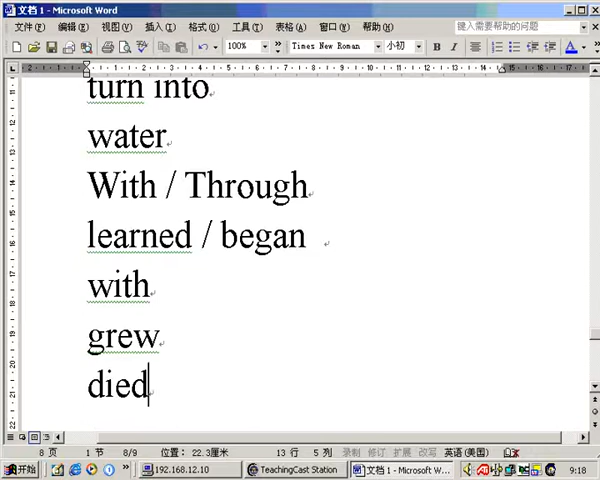 文档 1 - Microsoft Word
文件(F) 编辑(E) 视图(V) 插入(I) 格式(O) 工具(T) 表格(A) 窗口(W) 帮助(H) 键入需要帮助的问题
100% Times New Roman 小初 B I
turn into
water
With / Through
learned / began
with
grew
died
8 页 1 节 8/9 位置: 22.3厘米 13 行 5 列 录制 修订 扩展 改写 英语(美国)
开始 192.168.12.10 TeachingCast Station 文档 1 - Microsoft W... 9:18